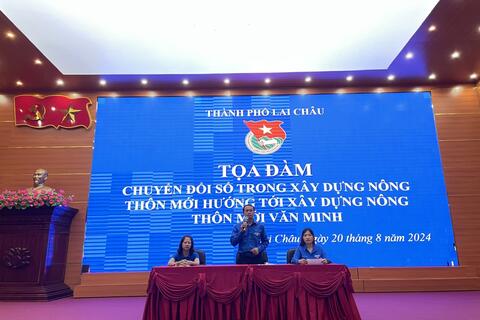 THÀNH PHỐ LAI CHÂU
TỌA ĐÀM
CHUYỂN ĐỔI SỐ TRONG XÂY DỰNG NÔNG
THÔN MỚI HƯỚNG TỚI XÂY DỰNG NÔNG
THÔN MỚI VĂN MINH
Châu, ngày 20 tháng 8 năm 2024